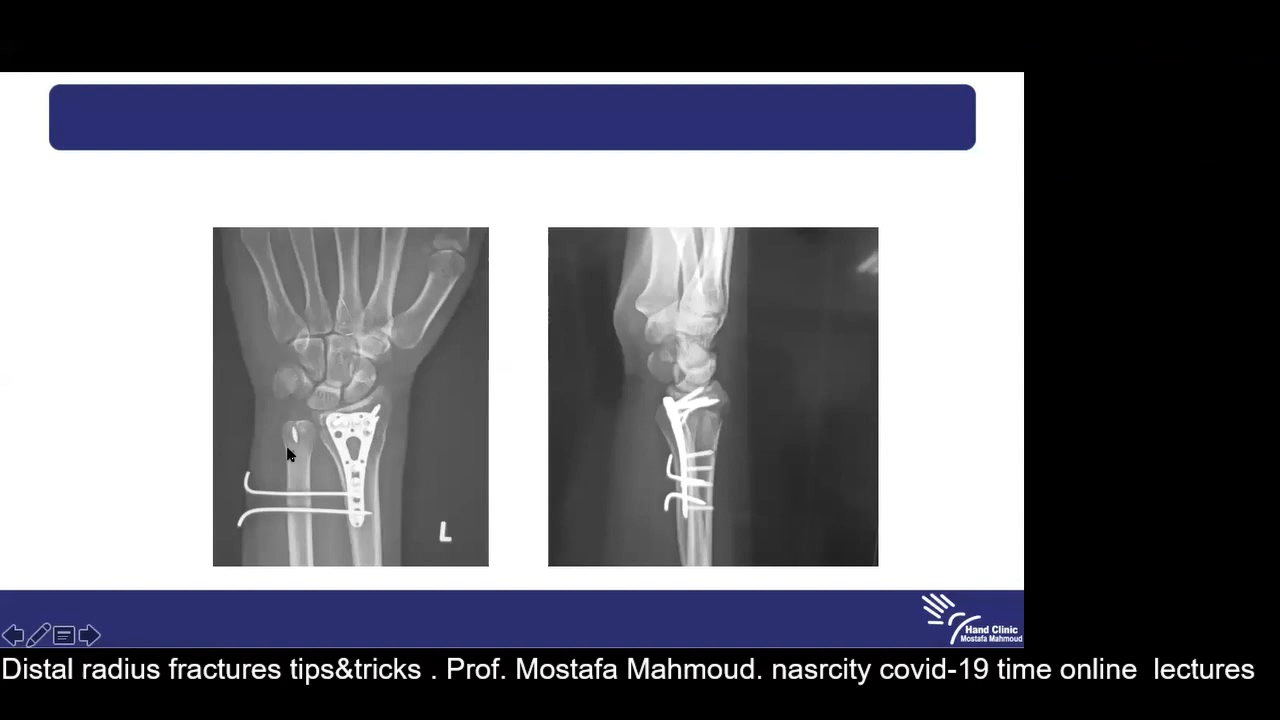 L
Hand Clinic
Mostafa Mahmoud
Distal radius fractures tips&tricks . Prof. Mostafa Mahmoud. nasrcity covid-19 time online lectures